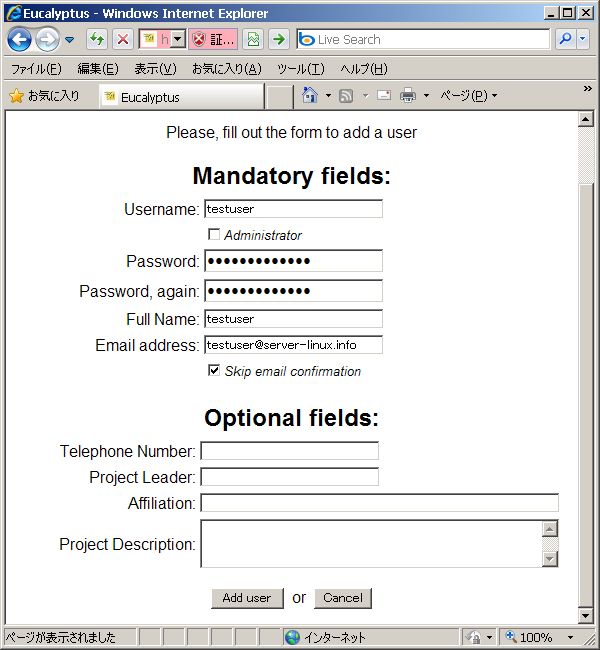 Eucalyptus - Windows Internet Explorer
h 証... Live Search
ファイル(F) 編集(E) 表示(V) お気に入り(A) ツール(T) ヘルプ(H)
お気に入り Eucalyptus ページ(P)
Please, fill out the form to add a user
Mandatory fields:
Username: testuser
Administrator
Password: •••••••••••••
Password, again: •••••••••••••
Full Name: testuser
Email address: testuser@server-linux.info
Skip email confirmation
Optional fields:
Telephone Number:
Project Leader:
Affiliation:
Project Description:
Add user or Cancel
ページが表示されました インターネット 100%